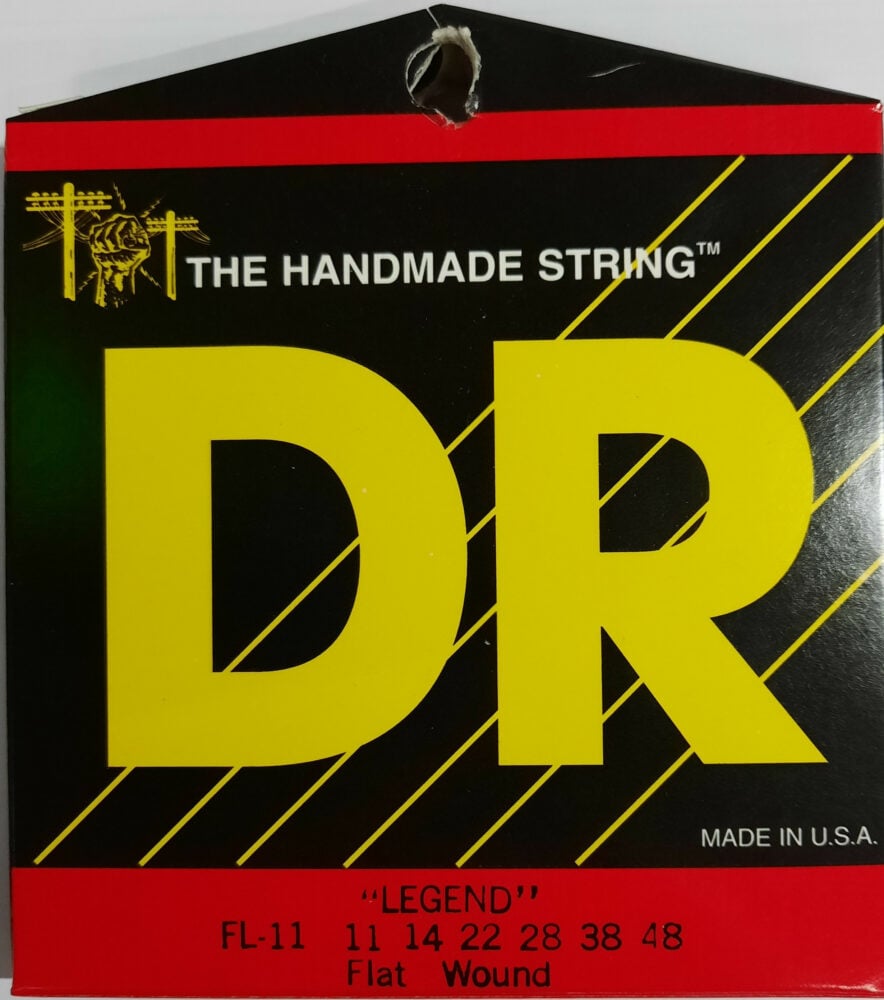 THE HANDMADE STRING™
DR
MADE IN U.S.A.
"LEGEND"
FL-11 11 14 22 28 38 48
Flat Wound